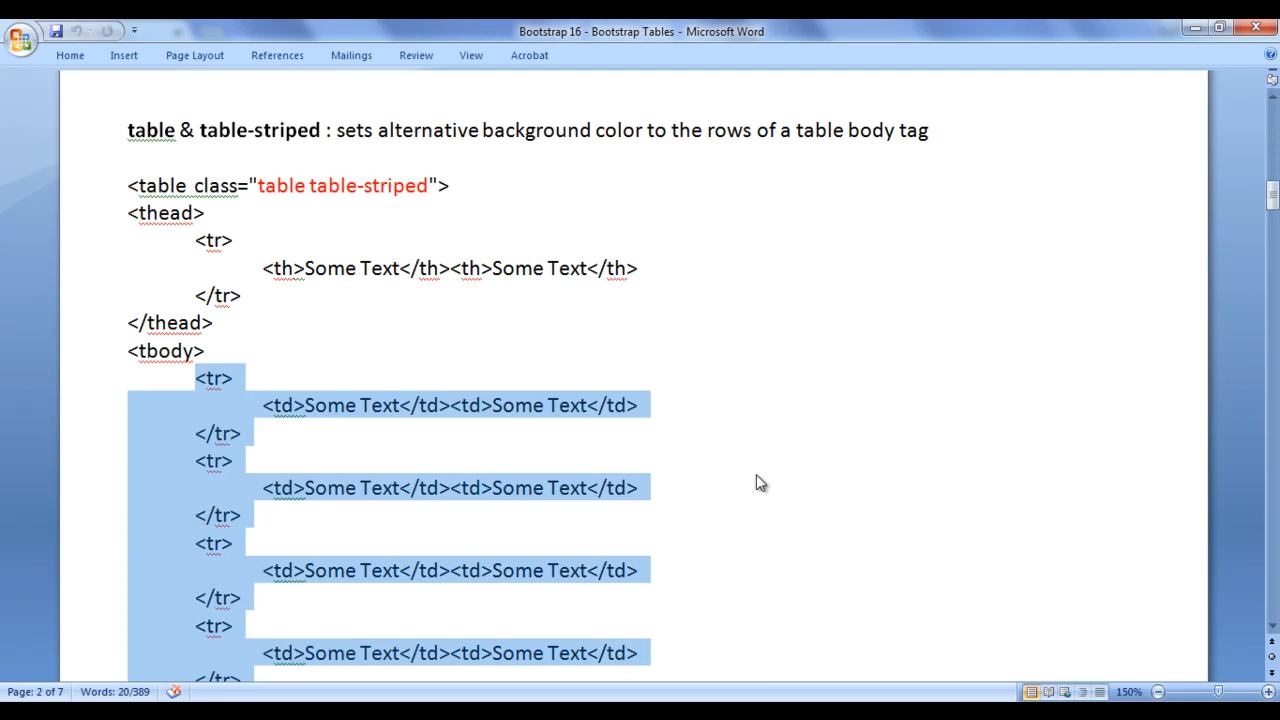 Bootstrap 16 - Bootstrap Tables - Microsoft Word
Home Insert Page Layout References Mailings Review View Acrobat
table & table-striped : sets alternative background color to the rows of a table body tag
<table class="table table-striped">
<thead>
<tr>
<th>Some Text</th><th>Some Text</th>
</tr>
</thead>
<tbody>
<tr>
<td>Some Text</td><td>Some Text</td>
</tr>
<tr>
<td>Some Text</td><td>Some Text</td>
</tr>
<tr>
<td>Some Text</td><td>Some Text</td>
</tr>
<tr>
<td>Some Text</td><td>Some Text</td>
</tr>
Page: 2 of 7 Words: 20/389 150%